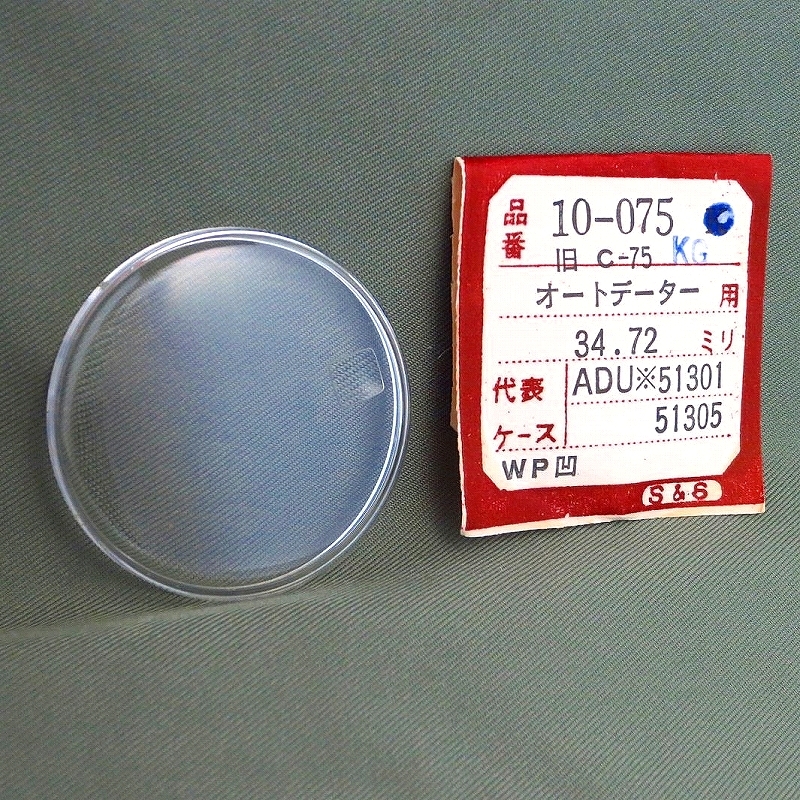 品番 10-075
旧 C-75 KG
オートデーター 用
34.72 ミリ
代表 ADU※51301
ケース 51305
WP凹
S&S